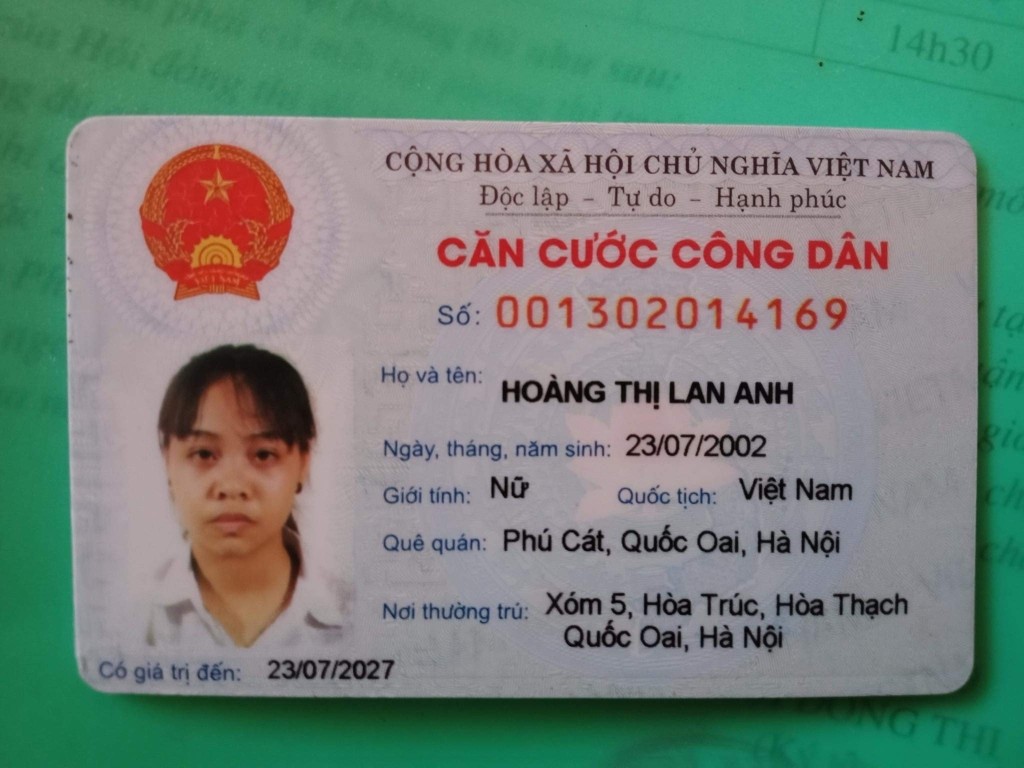 14h30
CỘNG HÒA XÃ HỘI CHỦ NGHĨA VIỆT NAM
Độc lập - Tự do - Hạnh phúc
CĂN CƯỚC CÔNG DÂN
Số: 001302014169
Họ và tên: HOÀNG THỊ LAN ANH
Ngày, tháng, năm sinh: 23/07/2002
Giới tính: Nữ Quốc tịch: Việt Nam
Quê quán: Phú Cát, Quốc Oai, Hà Nội
Nơi thường trú: Xóm 5, Hòa Trúc, Hòa Thạch
Quốc Oai, Hà Nội
Có giá trị đến: 23/07/2027